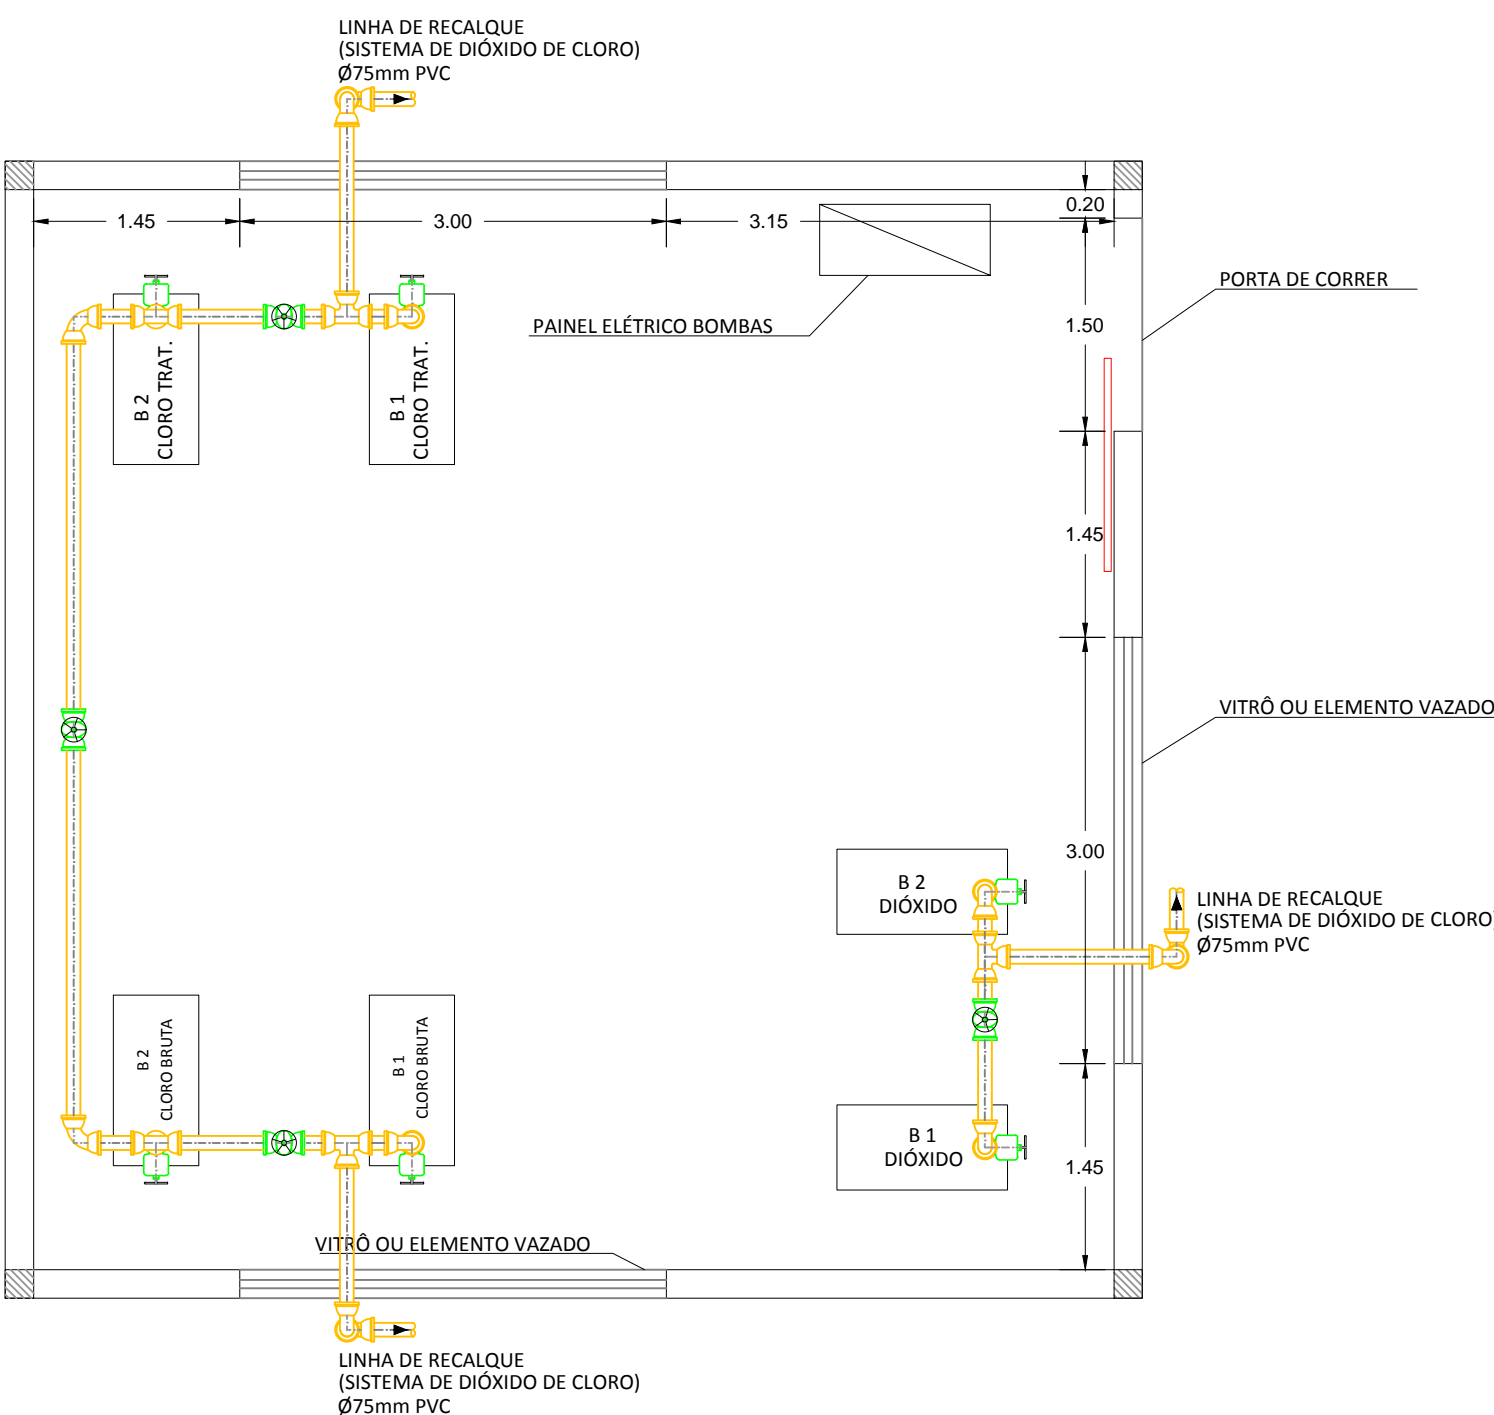 LINHA DE RECALQUE
(SISTEMA DE DIÓXIDO DE CLORO)
Ø75mm PVC
1.45
3.00
3.15
0.20
PORTA DE CORRER
PAINEL ELÉTRICO BOMBAS
1.50
B 2
CLORO TRAT.
B 1
CLORO TRAT.
1.45
VITRÔ OU ELEMENTO VAZADO
3.00
B 2
DIÓXIDO
LINHA DE RECALQUE
(SISTEMA DE DIÓXIDO DE CLORO)
Ø75mm PVC
B 2
CLORO BRUTA
B 1
CLORO BRUTA
B 1
DIÓXIDO
1.45
VITRÔ OU ELEMENTO VAZADO
LINHA DE RECALQUE
(SISTEMA DE DIÓXIDO DE CLORO)
Ø75mm PVC